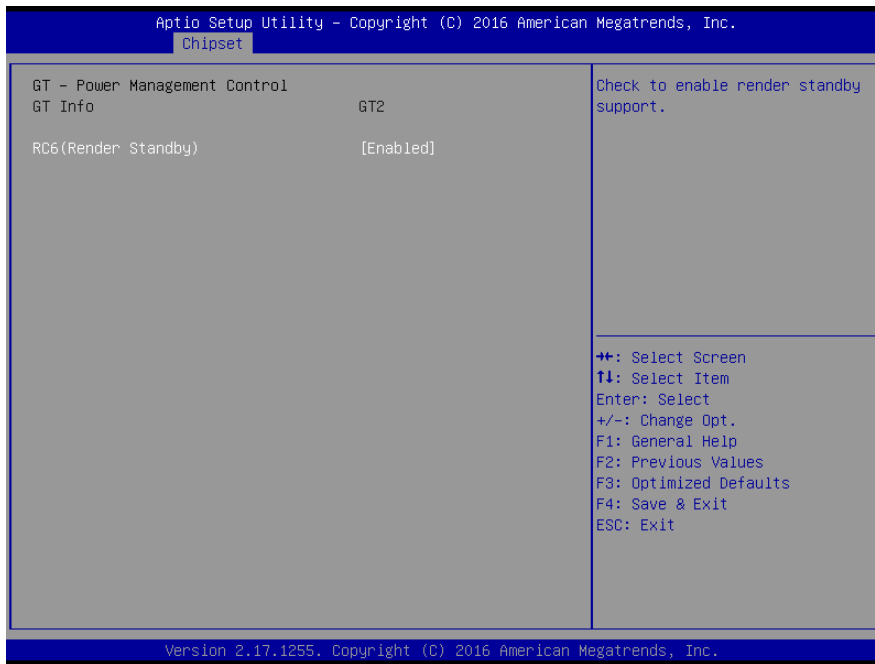 Aptio Setup Utility – Copyright (C) 2016 American Megatrends, Inc.
Chipset
GT – Power Management Control
GT Info GT2
RC6(Render Standby) [Enabled]
Check to enable render standby
support.
→←: Select Screen
↑↓: Select Item
Enter: Select
+/-: Change Opt.
F1: General Help
F2: Previous Values
F3: Optimized Defaults
F4: Save & Exit
ESC: Exit
Version 2.17.1255. Copyright (C) 2016 American Megatrends, Inc.